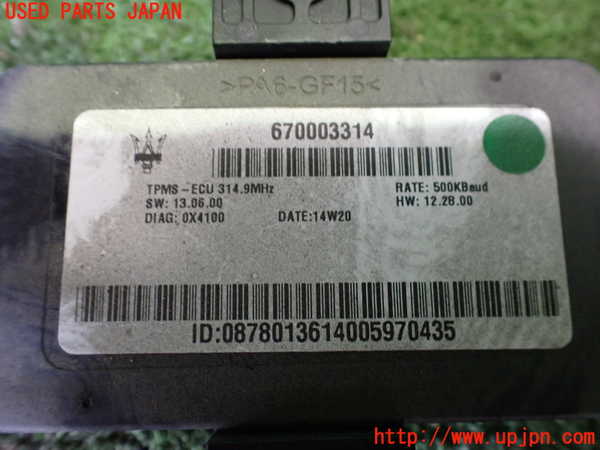 USED PARTS JAPAN
>PA6-GF15<
670003314
TPMS-ECU 314.9MHz
RATE: 500KBaud
SW: 13.06.00
HW: 12.28.00
DIAG: 0X4100
DATE:14W20
ID:0878013614005970435
http://www.upjpn.com